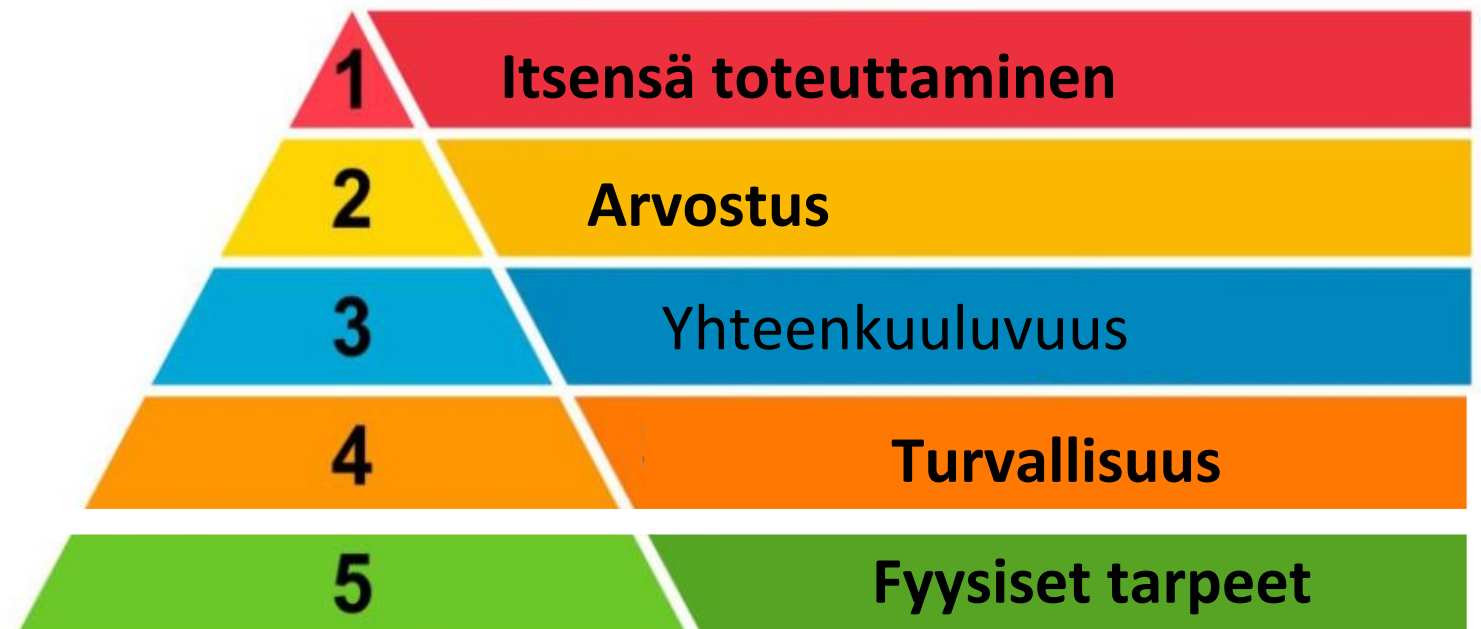 1 Itsensä toteuttaminen
2 Arvostus
3 Yhteenkuuluvuus
4 Turvallisuus
5 Fyysiset tarpeet